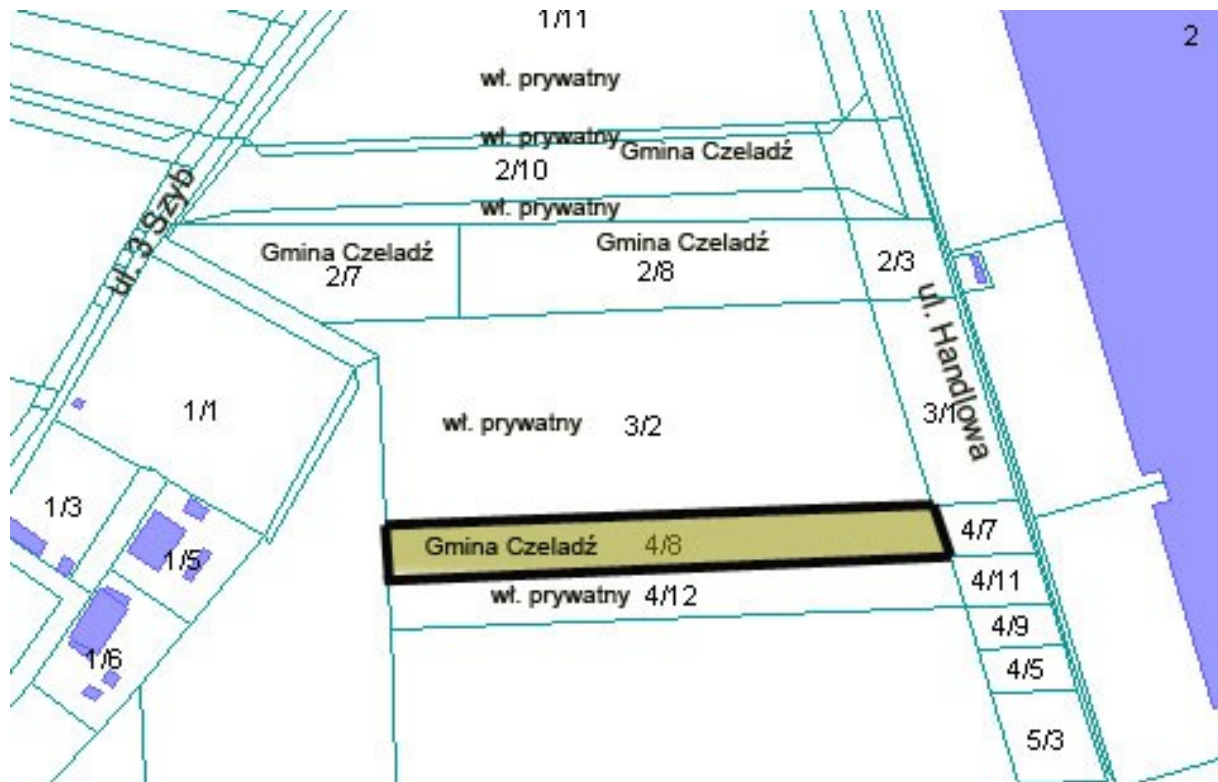 1/11
2
wł. prywatny
wł. prywatny
Gmina Czeladź
2/10
ul. 3 Szyb
wł. prywatny
Gmina Czeladź
2/7
Gmina Czeladź
2/8
2/3
ul. Handlowa
1/1
wł. prywatny 3/2
3/1
1/3
1/5
Gmina Czeladź 4/8
4/7
wł. prywatny 4/12
4/11
4/9
1/6
4/5
5/3